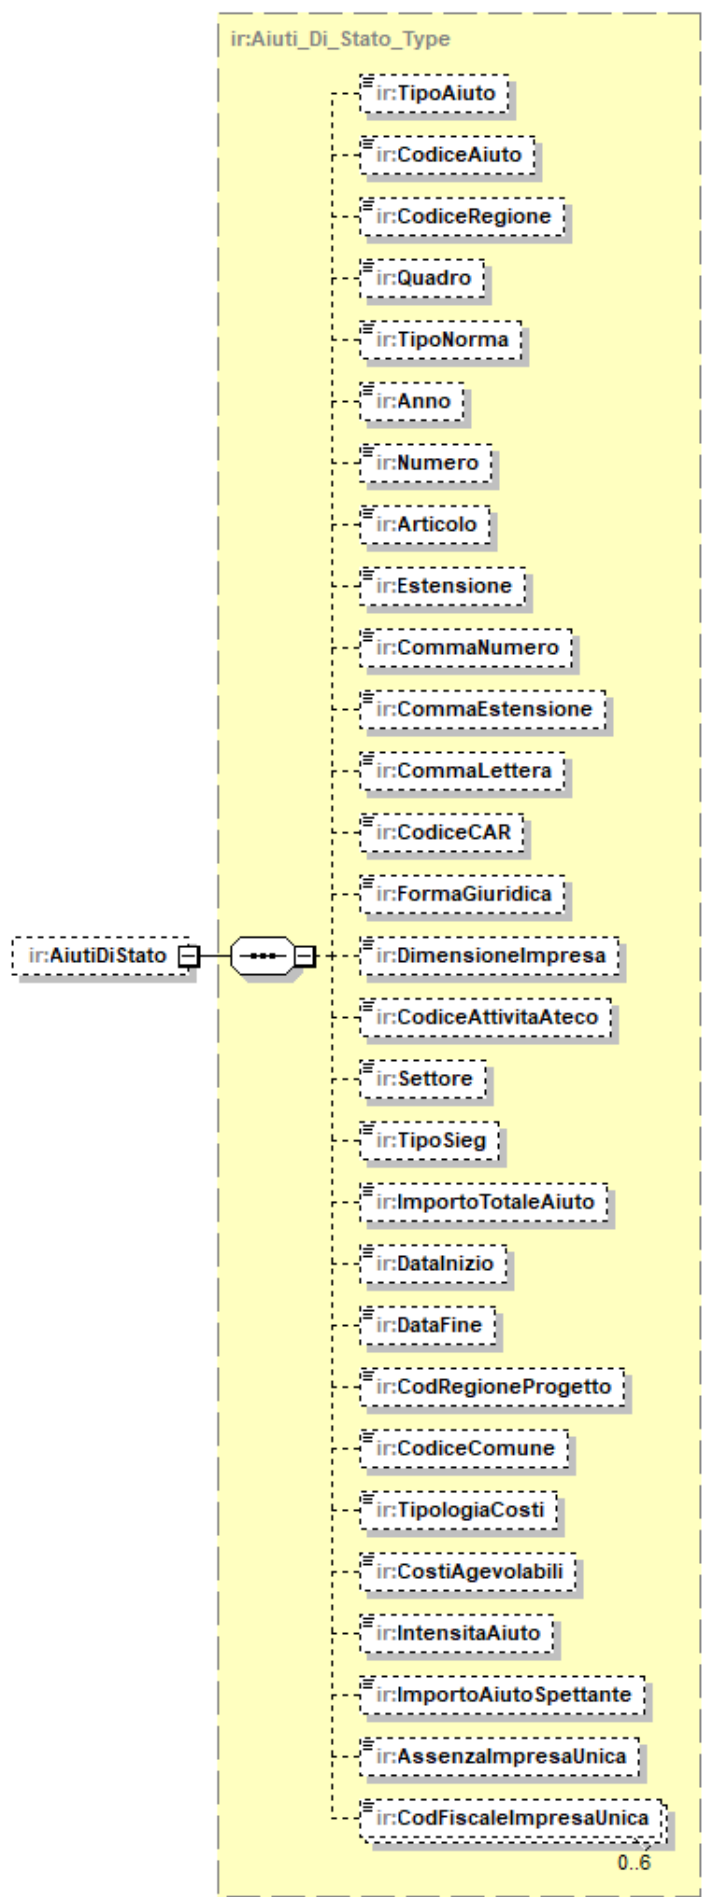 ir:Aiuti_Di_Stato_Type
ir:TipoAiuto
ir:CodiceAiuto
ir:CodiceRegione
ir:Quadro
ir:TipoNorma
ir:Anno
ir:Numero
ir:Articolo
ir:Estensione
ir:CommaNumero
ir:CommaEstensione
ir:CommaLettera
ir:CodiceCAR
ir:FormaGiuridica
ir:AiutiDiStato
ir:DimensioneImpresa
ir:CodiceAttivitaAteco
ir:Settore
ir:TipoSieg
ir:ImportoTotaleAiuto
ir:DataInizio
ir:DataFine
ir:CodRegioneProgetto
ir:CodiceComune
ir:TipologiaCosti
ir:CostiAgevolabili
ir:IntensitaAiuto
ir:ImportoAiutoSpettante
ir:AssenzaImpresaUnica
ir:CodFiscaleImpresaUnica
0..6